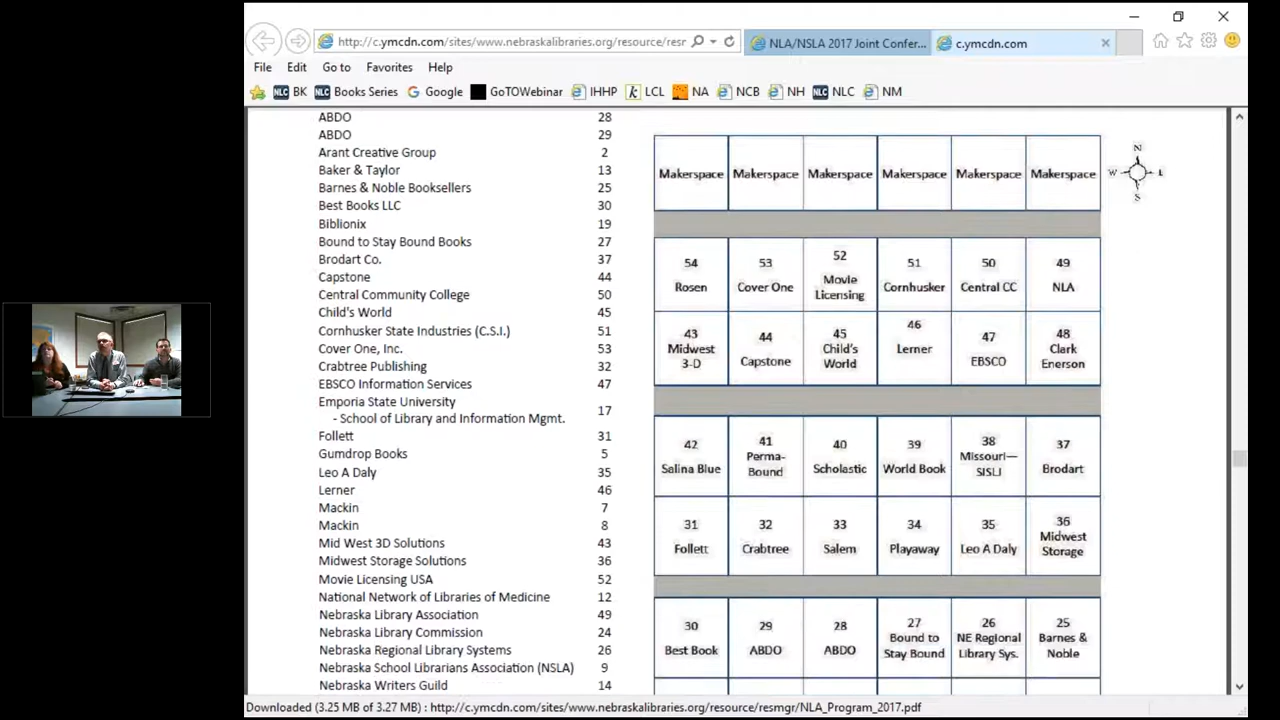 http://c.ymcdn.com/sites/www.nebraskalibraries.org/resource/resr
NLA/NSLA 2017 Joint Confer...
c.ymcdn.com
File Edit Go to Favorites Help
NLC BK
NLC Books Series
G Google
GoTOWebinar
IHHP
k LCL
NA
NCB
NH
NLC NLC
NM
ABDO 28
ABDO 29
Arant Creative Group 2
Baker & Taylor 13
Barnes & Noble Booksellers 25
Best Books LLC 30
Biblionix 19
Bound to Stay Bound Books 27
Brodart Co. 37
Capstone 44
Central Community College 50
Child's World 45
Cornhusker State Industries (C.S.I.) 51
Cover One, Inc. 53
Crabtree Publishing 32
EBSCO Information Services 47
Emporia State University
- School of Library and Information Mgmt. 17
Follett 31
Gumdrop Books 5
Leo A Daly 35
Lerner 46
Mackin 7
Mackin 8
Mid West 3D Solutions 43
Midwest Storage Solutions 36
Movie Licensing USA 52
National Network of Libraries of Medicine 12
Nebraska Library Association 49
Nebraska Library Commission 24
Nebraska Regional Library Systems 26
Nebraska School Librarians Association (NSLA) 9
Nebraska Writers Guild 14
Makerspace
Makerspace
Makerspace
Makerspace
Makerspace
Makerspace
N
W
E
S
54
Rosen
53
Cover One
52
Movie
Licensing
51
Cornhusker
50
Central CC
49
NLA
43
Midwest
3-D
44
Capstone
45
Child's
World
46
Lerner
47
EBSCO
48
Clark
Enerson
42
Salina Blue
41
Perma-
Bound
40
Scholastic
39
World Book
38
Missouri—
SISLT
37
Brodart
31
Follett
32
Crabtree
33
Salem
34
Playaway
35
Leo A Daly
36
Midwest
Storage
30
Best Book
29
ABDO
28
ABDO
27
Bound to
Stay Bound
26
NE Regional
Library Sys.
25
Barnes &
Noble
Downloaded (3.25 MB of 3.27 MB) : http://c.ymcdn.com/sites/www.nebraskalibraries.org/resource/resmgr/NLA_Program_2017.pdf